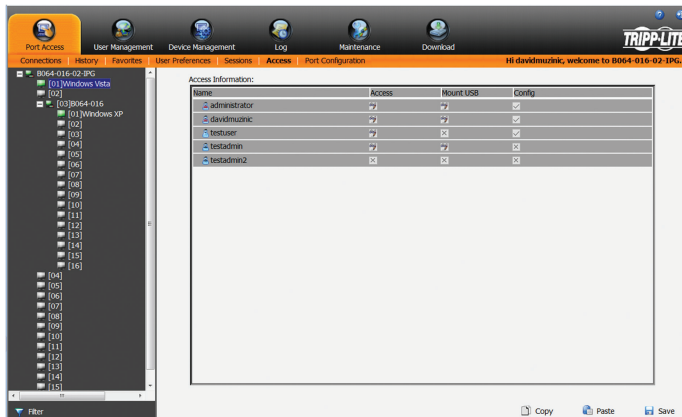 Port Access User Management Device Management Log Maintenance Download
TRIPP·LITE
Connections History Favorites User Preferences Sessions Access Port Configuration Hi davidmuzinic, welcome to B064-016-02-IPG.
B064-016-02-IPG
[01]Windows Vista
[02]
[03]B064-016
[01]Windows XP
[02]
[03]
[04]
[05]
[06]
[07]
[08]
[09]
[10]
[11]
[12]
[13]
[14]
[15]
[16]
[04]
[05]
[06]
[07]
[08]
[09]
[10]
[11]
[12]
[13]
[14]
[15]
Filter
Access Information:
Name Access Mount USB Config
administrator
davidmuzinic
testuser
testadmin
testadmin2
Copy Paste Save